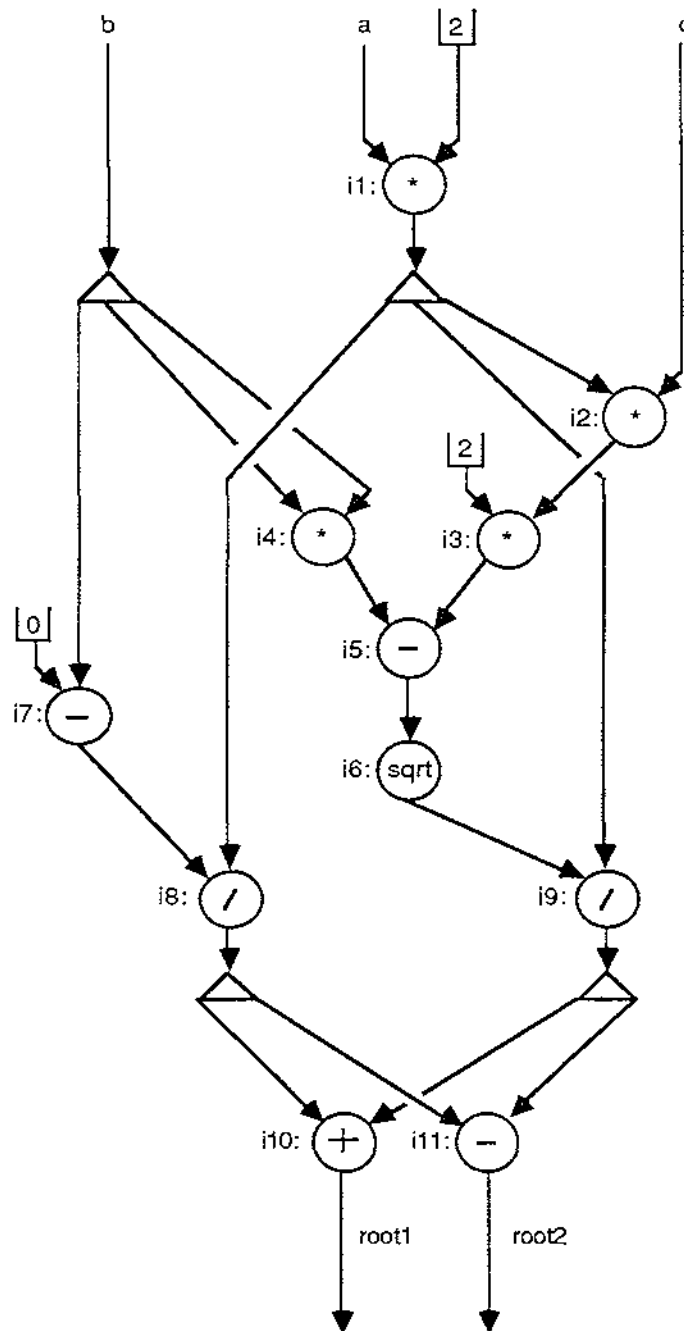 b a 2 c
i1: *
i2: *
2
i4: * i3: *
0
i5: −
i7: −
i6: sqrt
i8: / i9: /
i10: + i11: −
root1 root2